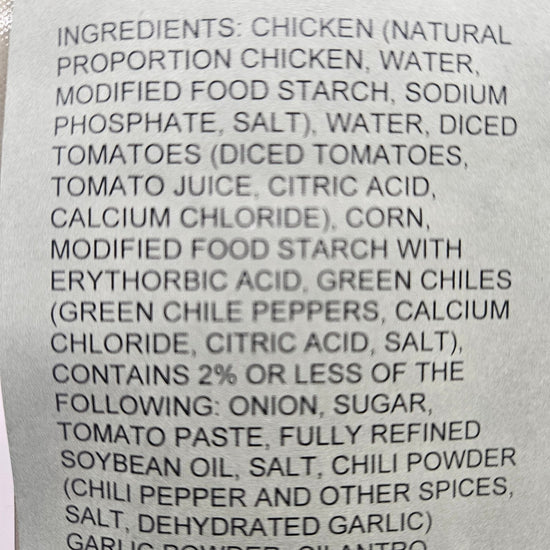 INGREDIENTS: CHICKEN (NATURAL
PROPORTION CHICKEN, WATER,
MODIFIED FOOD STARCH, SODIUM
PHOSPHATE, SALT), WATER, DICED
TOMATOES (DICED TOMATOES,
TOMATO JUICE, CITRIC ACID,
CALCIUM CHLORIDE), CORN,
MODIFIED FOOD STARCH WITH
ERYTHORBIC ACID, GREEN CHILES
(GREEN CHILE PEPPERS, CALCIUM
CHLORIDE, CITRIC ACID, SALT),
CONTAINS 2% OR LESS OF THE
FOLLOWING: ONION, SUGAR,
TOMATO PASTE, FULLY REFINED
SOYBEAN OIL, SALT, CHILI POWDER
(CHILI PEPPER AND OTHER SPICES,
SALT, DEHYDRATED GARLIC)
GARLIC POWDER, CILANTRO